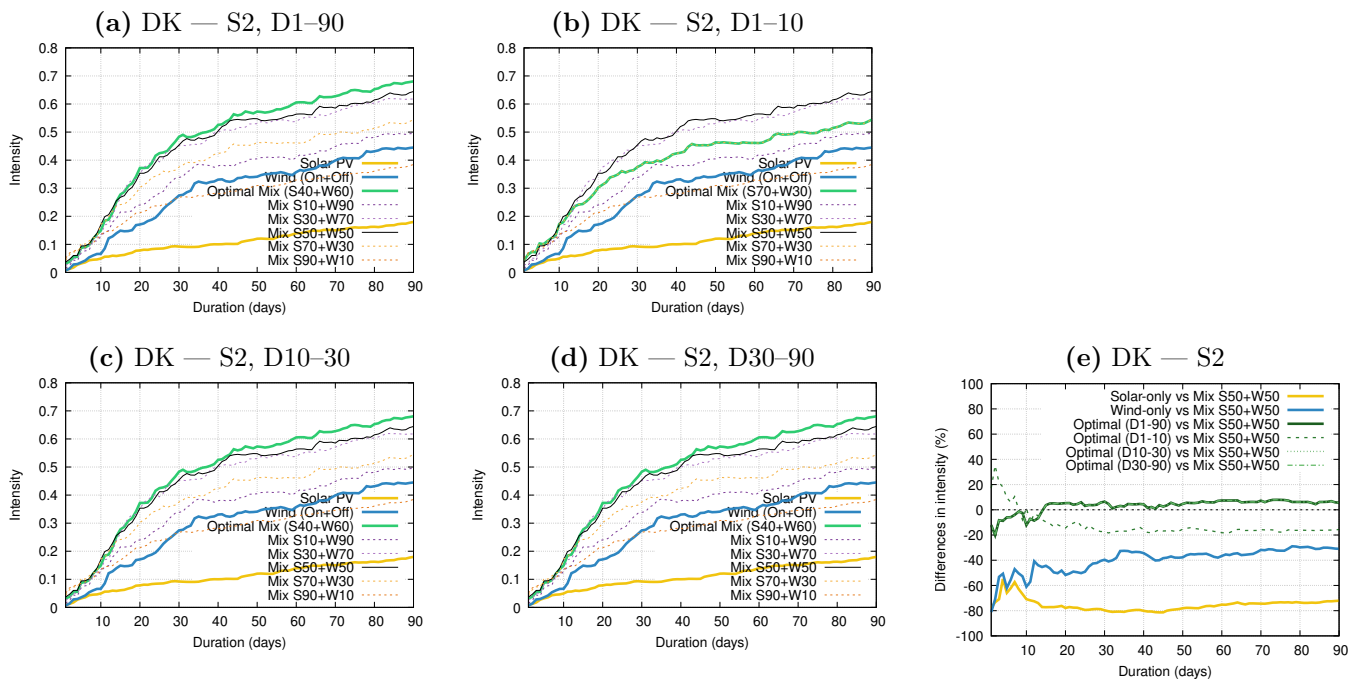 (a) DK — S2, D1–90
0.8
0.7
0.6
0.5
0.4
0.3
0.2
0.1
0
Intensity
Solar PV
Wind (On+Off)
Optimal Mix (S40+W60)
Mix S10+W90
Mix S30+W70
Mix S50+W50
Mix S70+W30
Mix S90+W10
10 20 30 40 50 60 70 80 90
Duration (days)
(b) DK — S2, D1–10
0.8
0.7
0.6
0.5
0.4
0.3
0.2
0.1
0
Intensity
Solar PV
Wind (On+Off)
Optimal Mix (S70+W30)
Mix S10+W90
Mix S30+W70
Mix S50+W50
Mix S70+W30
Mix S90+W10
10 20 30 40 50 60 70 80 90
Duration (days)
(c) DK — S2, D10–30
0.8
0.7
0.6
0.5
0.4
0.3
0.2
0.1
0
Intensity
Solar PV
Wind (On+Off)
Optimal Mix (S40+W60)
Mix S10+W90
Mix S30+W70
Mix S50+W50
Mix S70+W30
Mix S90+W10
10 20 30 40 50 60 70 80 90
Duration (days)
(d) DK — S2, D30–90
0.8
0.7
0.6
0.5
0.4
0.3
0.2
0.1
0
Intensity
Solar PV
Wind (On+Off)
Optimal Mix (S40+W60)
Mix S10+W90
Mix S30+W70
Mix S50+W50
Mix S70+W30
Mix S90+W10
10 20 30 40 50 60 70 80 90
Duration (days)
(e) DK — S2
100
80
60
40
20
0
-20
-40
-60
-80
-100
Differences in intensity (%)
Solar-only vs Mix S50+W50
Wind-only vs Mix S50+W50
Optimal (D1-90) vs Mix S50+W50
Optimal (D1-10) vs Mix S50+W50
Optimal (D10-30) vs Mix S50+W50
Optimal (D30-90) vs Mix S50+W50
10 20 30 40 50 60 70 80 90
Duration (days)